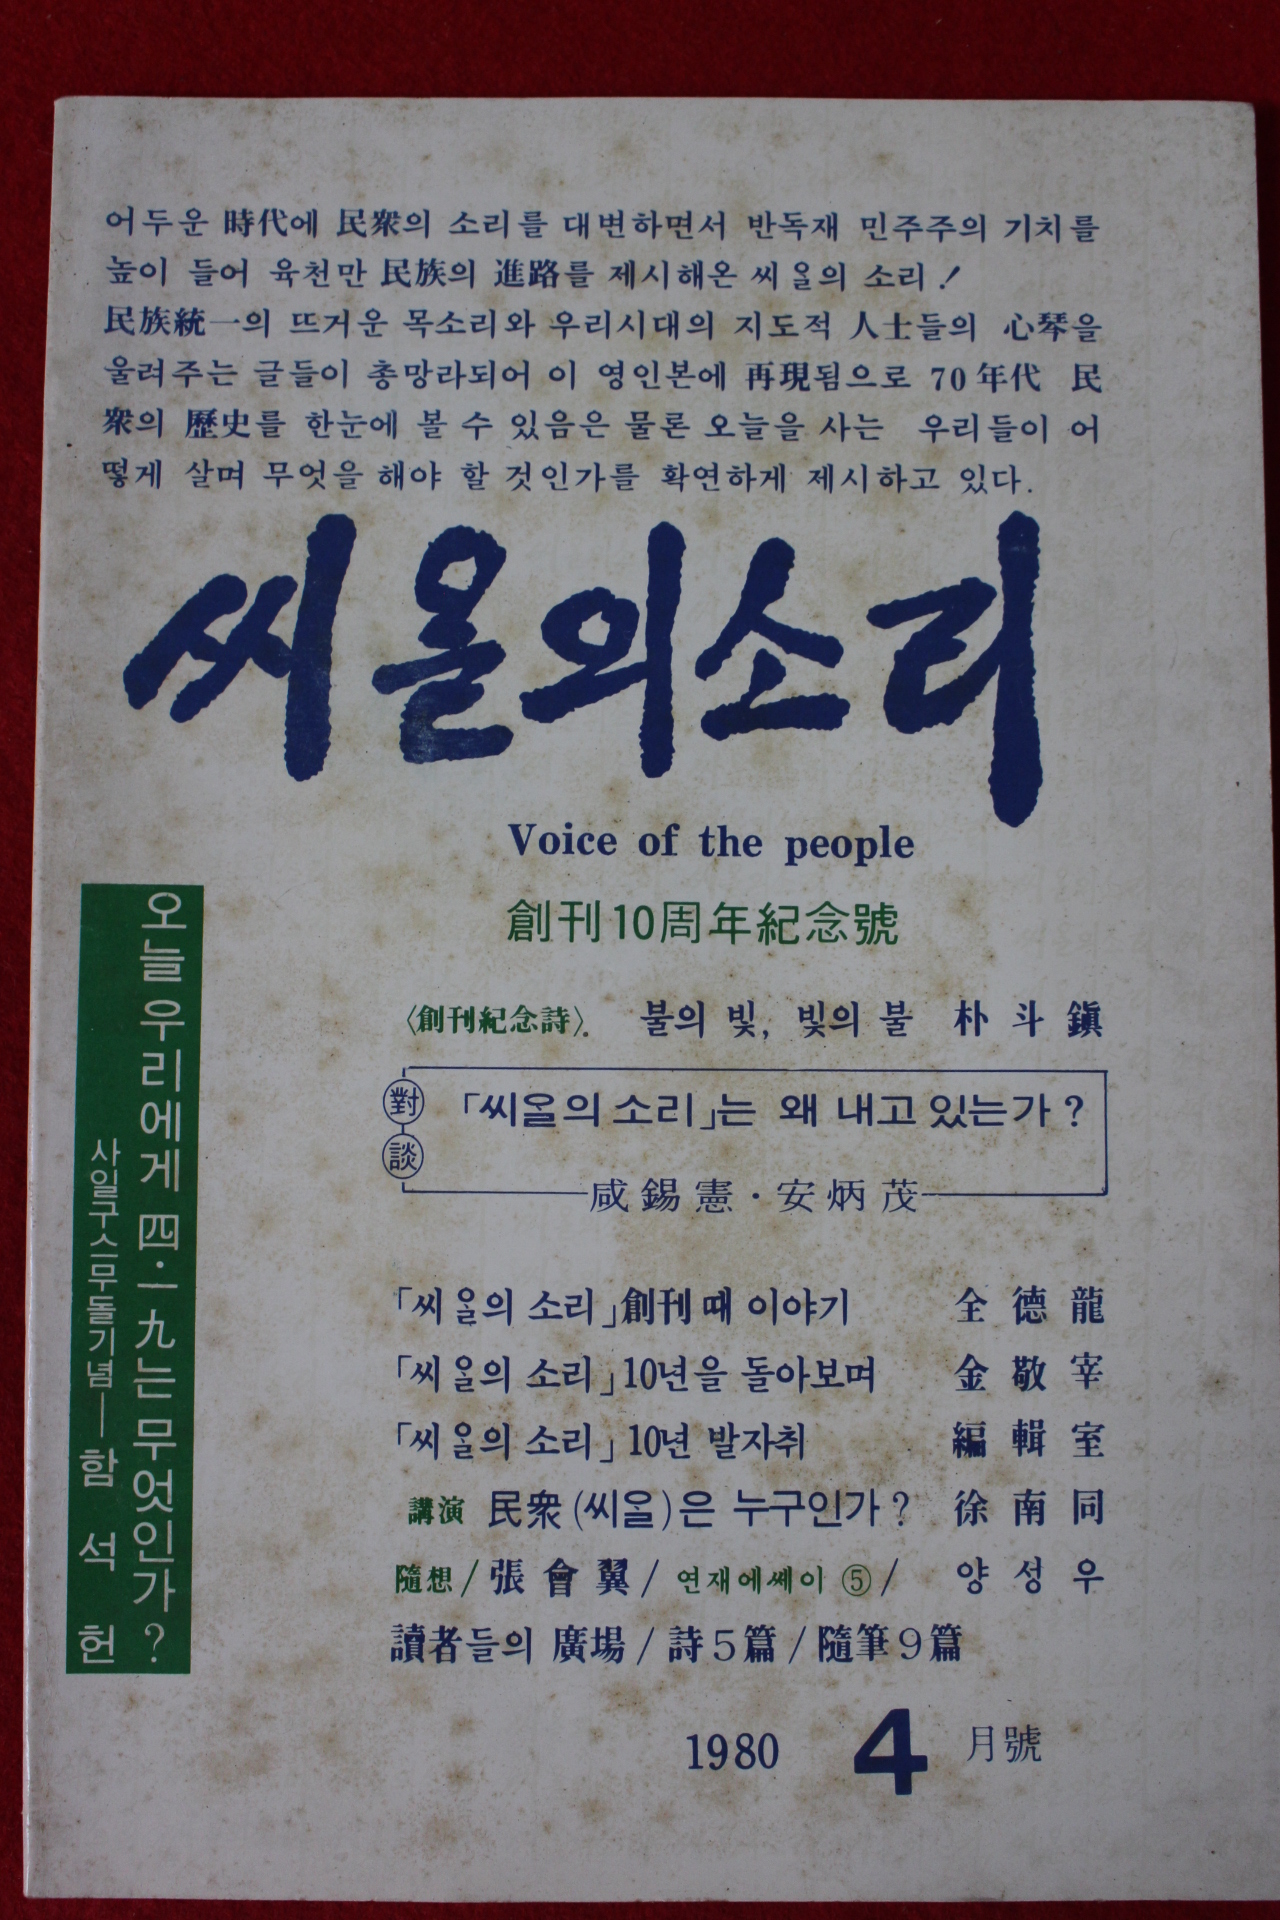 어두운 時代에 民衆의 소리를 대변하면서 반독재 민주주의 기치를
높이 들어 육천만 民族의 進路를 제시해온 씨올의 소리!
民族統一의 뜨거운 목소리와 우리시대의 지도적 人士들의 心琴을
울려주는 글들이 총망라되어 이 영인본에 再現됨으로 70年代 民
衆의 歷史를 한눈에 볼 수 있음은 물론 오늘을 사는 우리들이 어
떻게 살며 무엇을 해야 할 것인가를 확연하게 제시하고 있다.
씨올의소리
Voice of the people
創刊10周年紀念號
〈創刊紀念詩〉. 불의 빛, 빛의 불 朴斗鎭
對談
「씨올의 소리」는 왜 내고 있는가?
咸錫憲·安炳茂
「씨올의 소리」創刊때 이야기 全德龍
「씨올의 소리」10년을 돌아보며 金敬宰
「씨올의 소리」10년 발자취 編輯室
講演 民衆(씨올)은 누구인가? 徐南同
隨想/張會翼/연재에쎄이 ⑤/ 양성우
讀者들의 廣場/詩5篇/隨筆9篇
1980 4 月號
오늘 우리에게 四·一九는 무엇인가?
사일구스무돌기념—함석헌